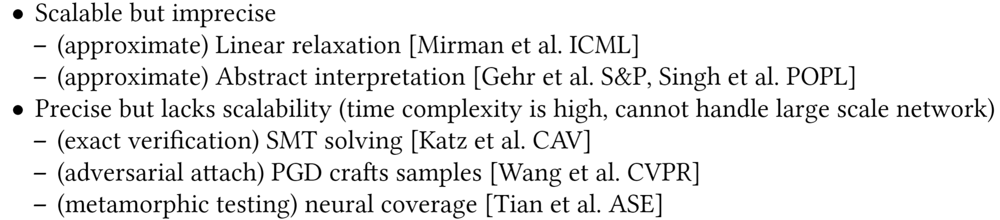 • Scalable but imprecise
– (approximate) Linear relaxation [Mirman et al. ICML]
– (approximate) Abstract interpretation [Gehr et al. S&P, Singh et al. POPL]
• Precise but lacks scalability (time complexity is high, cannot handle large scale network)
– (exact verification) SMT solving [Katz et al. CAV]
– (adversarial attach) PGD crafts samples [Wang et al. CVPR]
– (metamorphic testing) neural coverage [Tian et al. ASE]